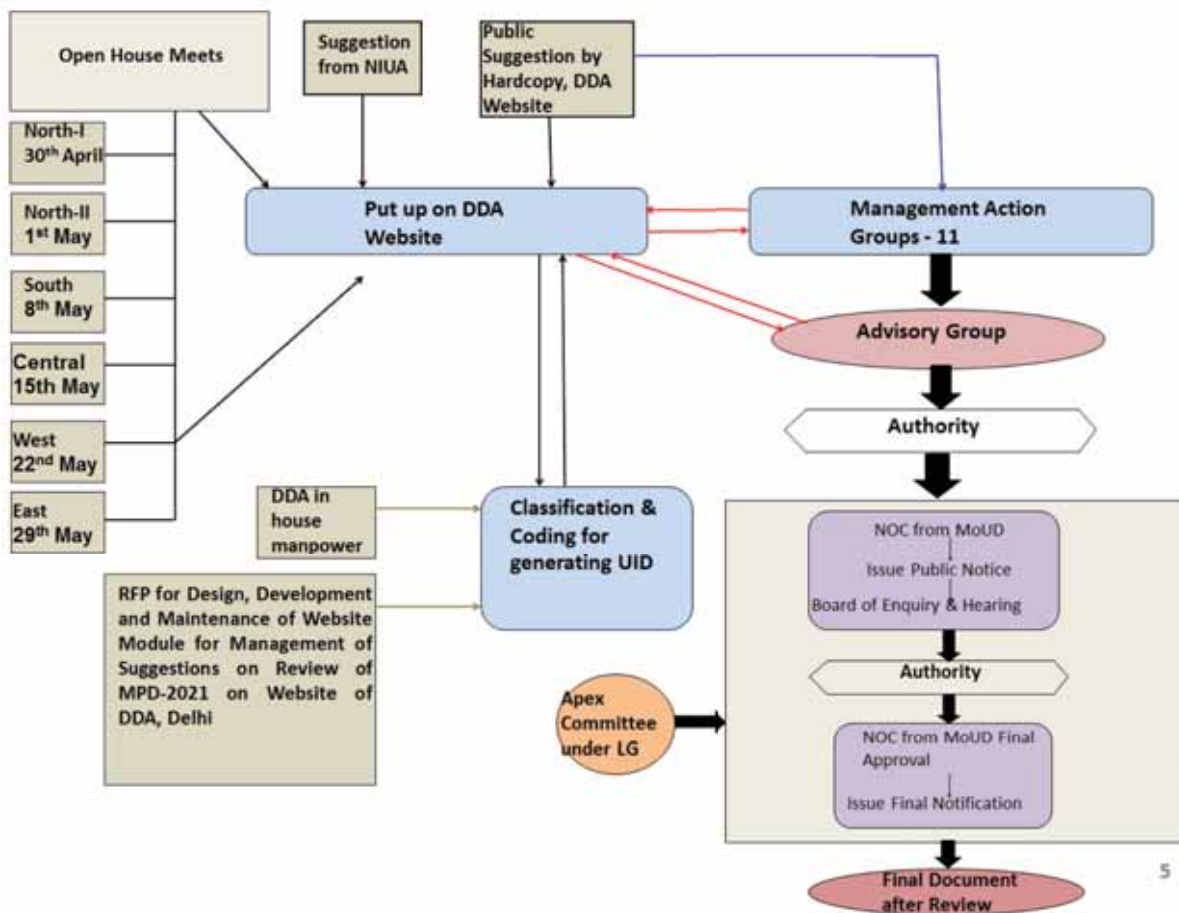 Open House Meets
Suggestion
from NIUA
Public
Suggestion by
Hardcopy, DDA
Website
North-I
30th April
North-II
1st May
South
8th May
Central
15th May
West
22nd May
East
29th May
Put up on DDA
Website
Management Action
Groups - 11
Advisory Group
Authority
DDA in
house
manpower
Classification &
Coding for
generating UID
RFP for Design, Development
and Maintenance of Website
Module for Management of
Suggestions on Review of
MPD-2021 on Website of
DDA, Delhi
Apex
Committee
under LG
NOC from MoUD
Issue Public Notice
Board of Enquiry & Hearing
Authority
NOC from MoUD Final
Approval
Issue Final Notification
Final Document
after Review
5